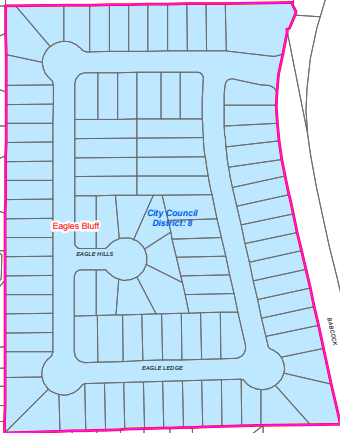 City Council
District: 8
Eagles Bluff
EAGLE HILLS
BABCOCK
EAGLE LEDGE